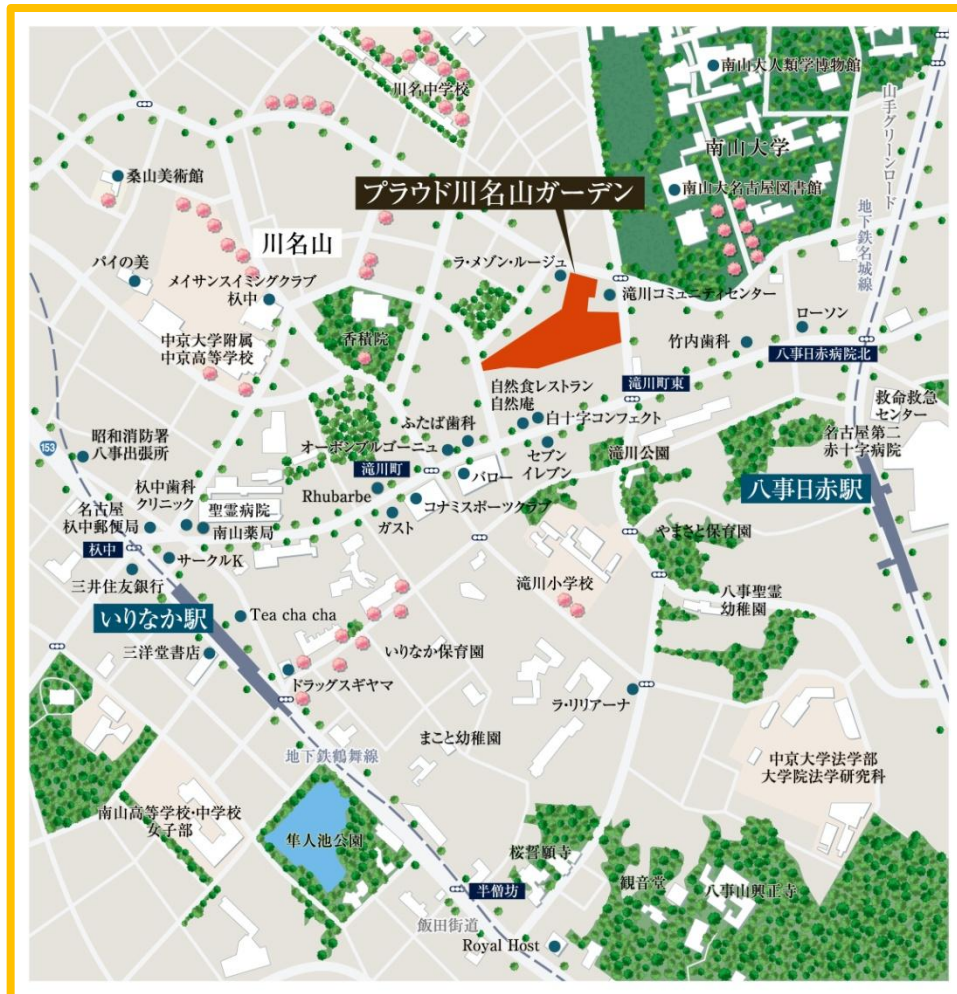 川名中学校
南山大人類学博物館
山手グリーンロード
南山大学
桑山美術館
プラウド川名山ガーデン
南山大名古屋図書館
地下鉄名城線
川名山
パイの美
ラ・メゾン・ルージュ
メイサンスイミングクラブ
杁中
滝川コミュニティセンター
ローソン
中京大学附属
中京高等学校
香積院
竹内歯科
八事日赤病院北
自然食レストラン
自然庵
滝川町東
救命救急
センター
ふたば歯科
白十字コンフェクト
153
昭和消防署
八事出張所
オーボンブルゴーニュ
滝川町
バロー
セブン
イレブン
滝川公園
名古屋第二
赤十字病院
杁中歯科
クリニック
聖霊病院
Rhubarbe
コナミスポーツクラブ
八事日赤駅
名古屋
杁中郵便局
南山薬局
ガスト
やまさと保育園
杁中
サークルK
三井住友銀行
滝川小学校
八事聖霊
幼稚園
いりなか駅
Tea cha cha
三洋堂書店
いりなか保育園
ドラッグスギヤマ
ラ・リリアーナ
まこと幼稚園
地下鉄鶴舞線
中京大学法学部
大学院法学研究科
南山高等学校・中学校
女子部
隼人池公園
桜誓願寺
観音堂
八事山興正寺
半僧坊
飯田街道
Royal Host